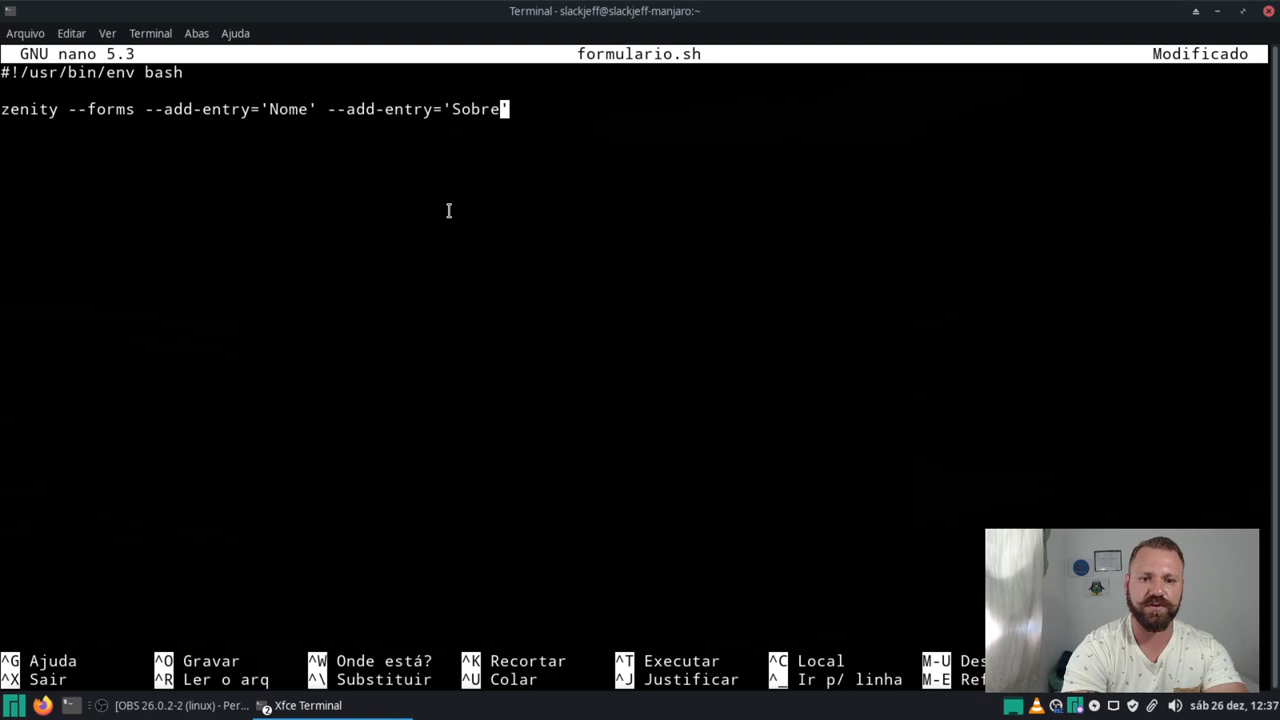 Terminal - slackjeff@slackjeff-manjaro:~
Arquivo Editar Ver Terminal Abas Ajuda
GNU nano 5.3 formulario.sh Modificado
#!/usr/bin/env bash
zenity --forms --add-entry='Nome' --add-entry='Sobre'
^G Ajuda ^O Gravar ^W Onde está? ^K Recortar ^T Executar ^C Local M-U Des
^X Sair ^R Ler o arq ^\ Substituir ^U Colar ^J Justificar ^_ Ir p/ linha M-E Ref
[OBS 26.0.2-2 (linux) - Per... 2 Xfce Terminal sáb 26 dez, 12:37